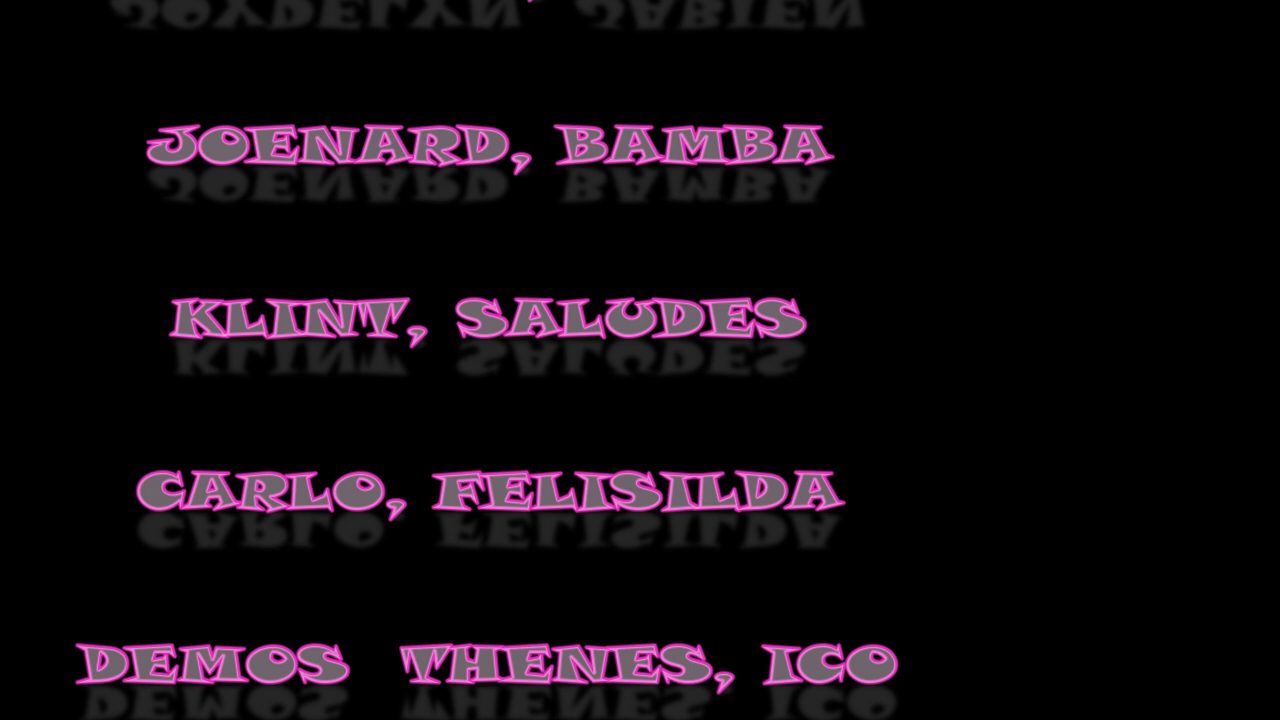 JOENARD, BAMBA
KLINT, SALUDES
CARLO, FELISILDA
DEMOS THENES, ICO